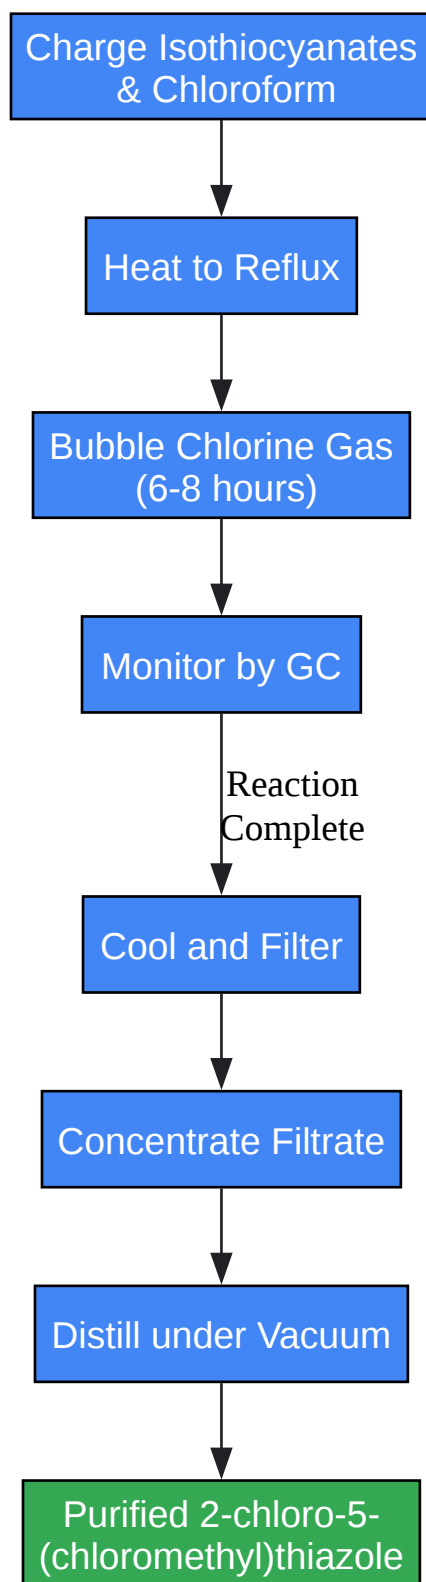 Charge Isothiocyanates
& Chloroform
Heat to Reflux
Bubble Chlorine Gas
(6-8 hours)
Monitor by GC
Reaction
Complete
Cool and Filter
Concentrate Filtrate
Distill under Vacuum
Purified 2-chloro-5-
(chloromethyl)thiazole